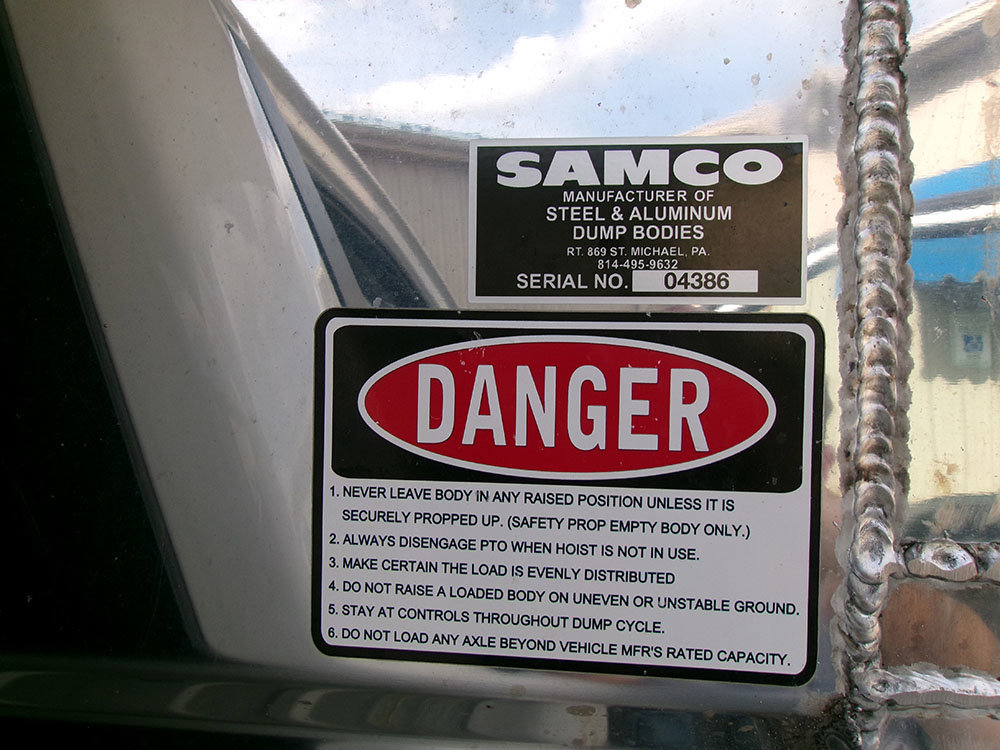 SAMCO
MANUFACTURER OF
STEEL & ALUMINUM
DUMP BODIES
RT. 869 ST. MICHAEL, PA.
814-495-9632
SERIAL NO. 04386
DANGER
1. NEVER LEAVE BODY IN ANY RAISED POSITION UNLESS IT IS
SECURELY PROPPED UP. (SAFETY PROP EMPTY BODY ONLY.)
2. ALWAYS DISENGAGE PTO WHEN HOIST IS NOT IN USE.
3. MAKE CERTAIN THE LOAD IS EVENLY DISTRIBUTED
4. DO NOT RAISE A LOADED BODY ON UNEVEN OR UNSTABLE GROUND.
5. STAY AT CONTROLS THROUGHOUT DUMP CYCLE.
6. DO NOT LOAD ANY AXLE BEYOND VEHICLE MFR'S RATED CAPACITY.